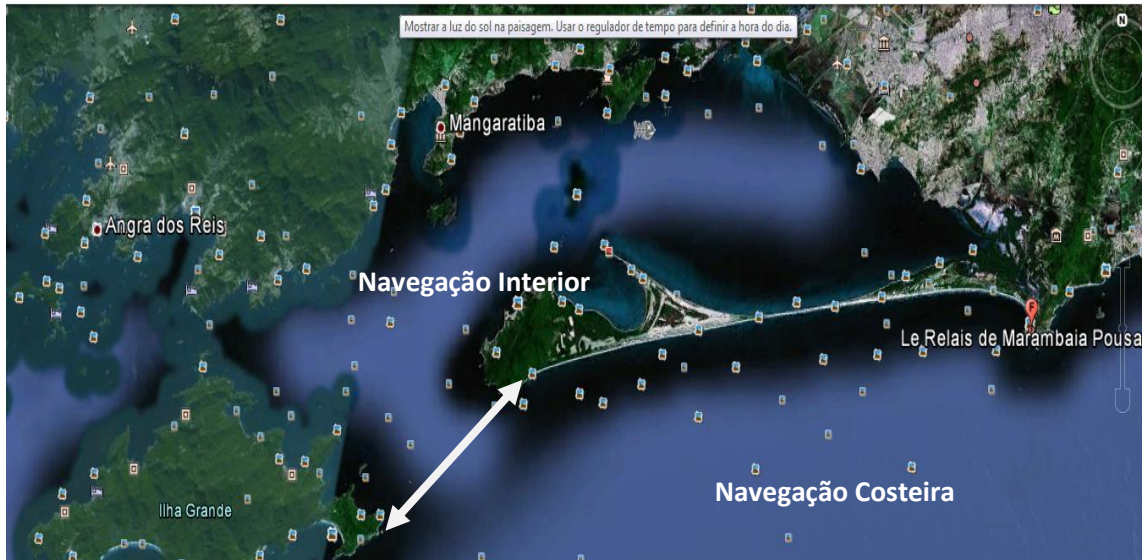 Mostrar a luz do sol na paisagem. Usar o regulador de tempo para definir a hora do dia.
N
Mangaratiba
Angra dos Reis
Navegação Interior
Le Relais de Marambaia Pousa
Navegação Costeira
Ilha Grande